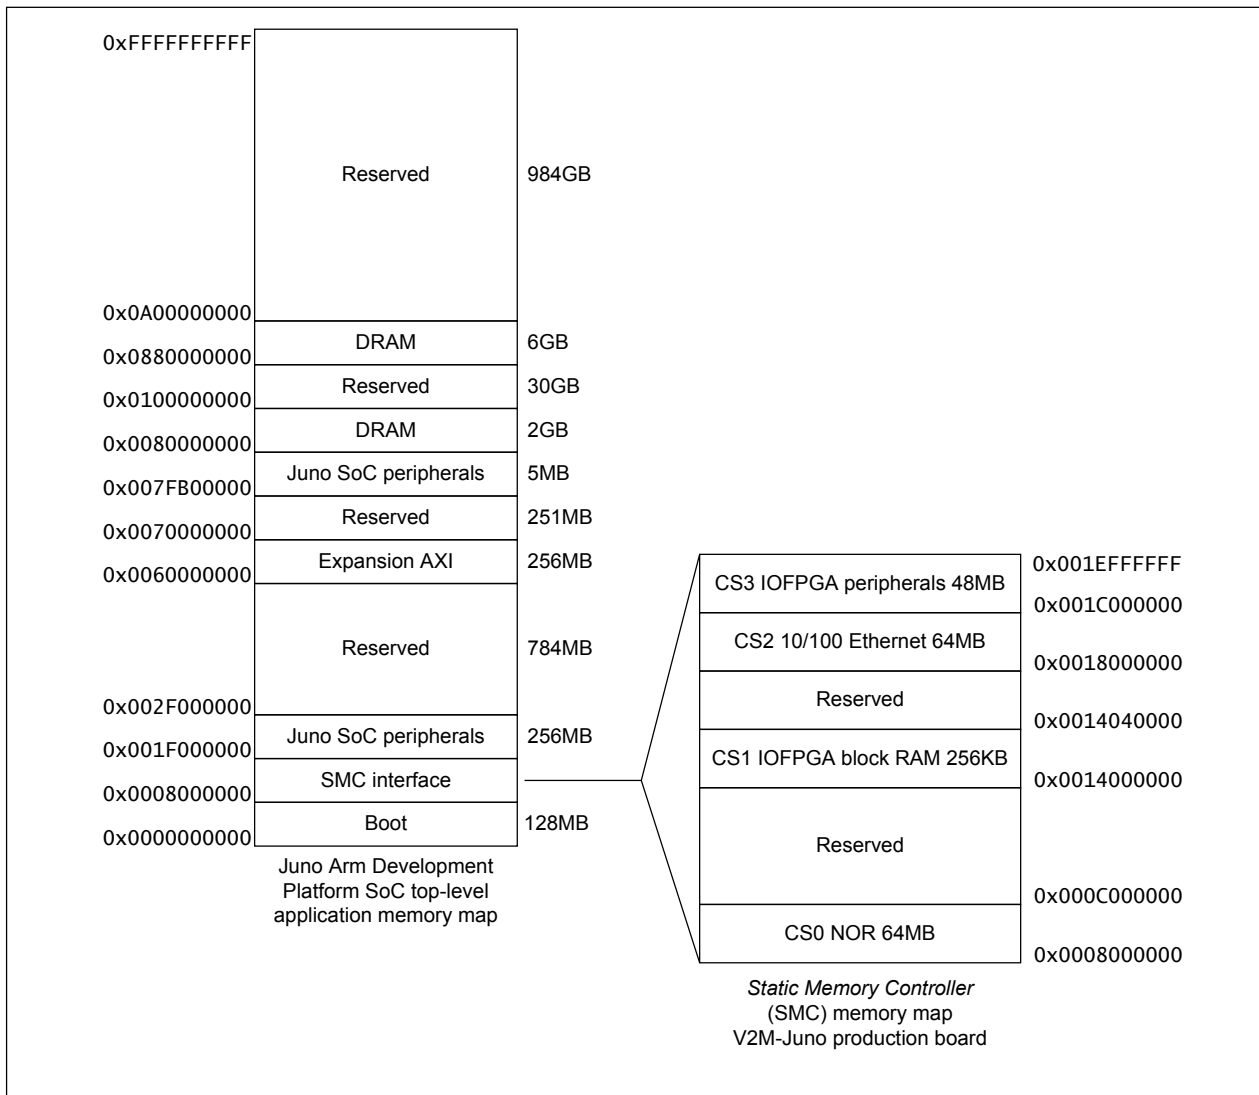 0xFFFFFFFFFF
Reserved 984GB
0x0A00000000
DRAM 6GB
0x0880000000
Reserved 30GB
0x0100000000
DRAM 2GB
0x0080000000
Juno SoC peripherals 5MB
0x007FB00000
Reserved 251MB
0x0070000000
Expansion AXI 256MB
0x0060000000
Reserved 784MB
0x002F000000
Juno SoC peripherals 256MB
0x001F000000
SMC interface
0x0008000000
Boot 128MB
0x0000000000
Juno Arm Development
Platform SoC top-level
application memory map
0x001EFFFFFF
CS3 IOFPGA peripherals 48MB
0x001C000000
CS2 10/100 Ethernet 64MB
0x0018000000
Reserved
0x0014040000
CS1 IOFPGA block RAM 256KB
0x0014000000
Reserved
0x000C000000
CS0 NOR 64MB
0x0008000000
Static Memory Controller
(SMC) memory map
V2M-Juno production board